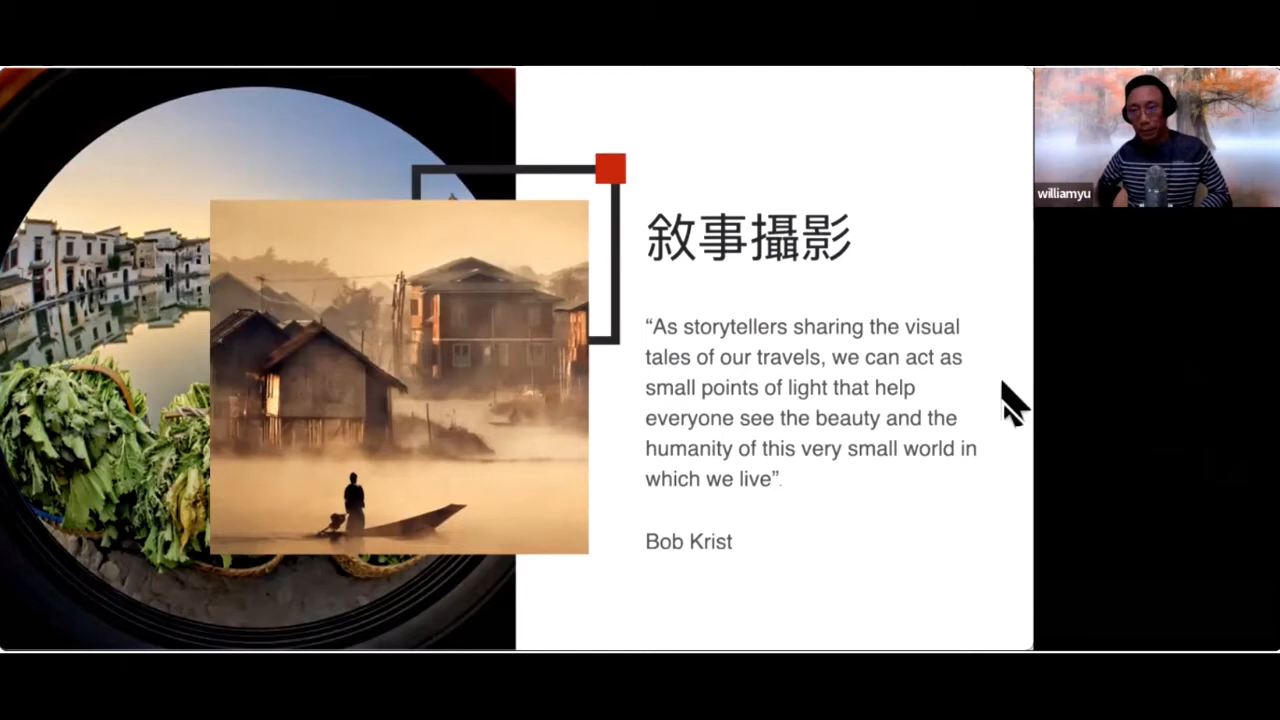 敘事攝影
“As storytellers sharing the visual
tales of our travels, we can act as
small points of light that help
everyone see the beauty and the
humanity of this very small world in
which we live”.
Bob Krist
williamyu